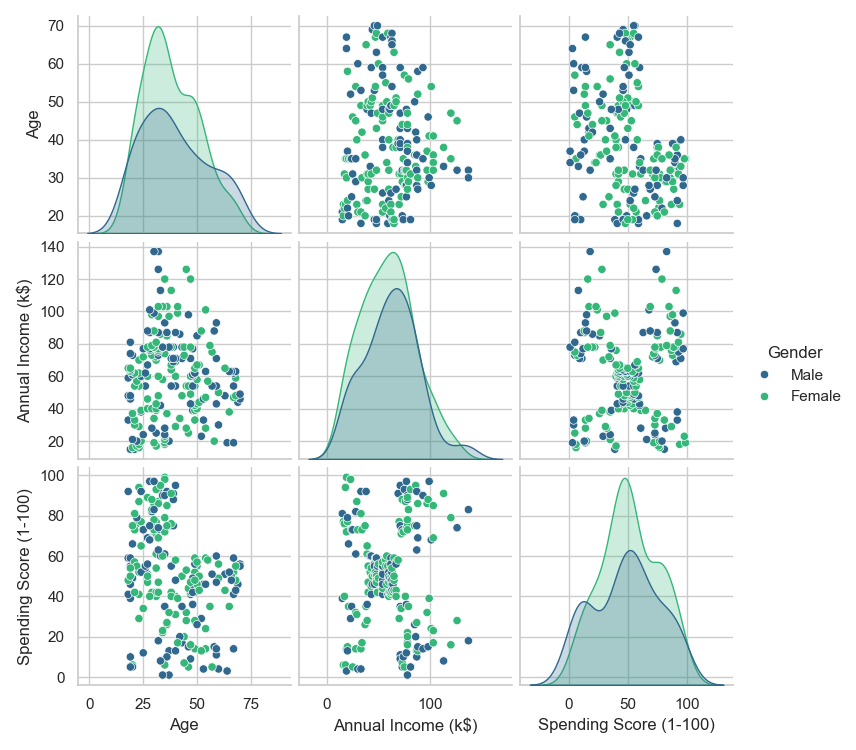 70
60
50
40
30
20
Age
140
120
100
80
60
40
20
Annual Income (k$)
Gender
Male
Female
100
80
60
40
20
0
Spending Score (1-100)
0 25 50 75
0 100
0 50 100
Age
Annual Income (k$)
Spending Score (1-100)